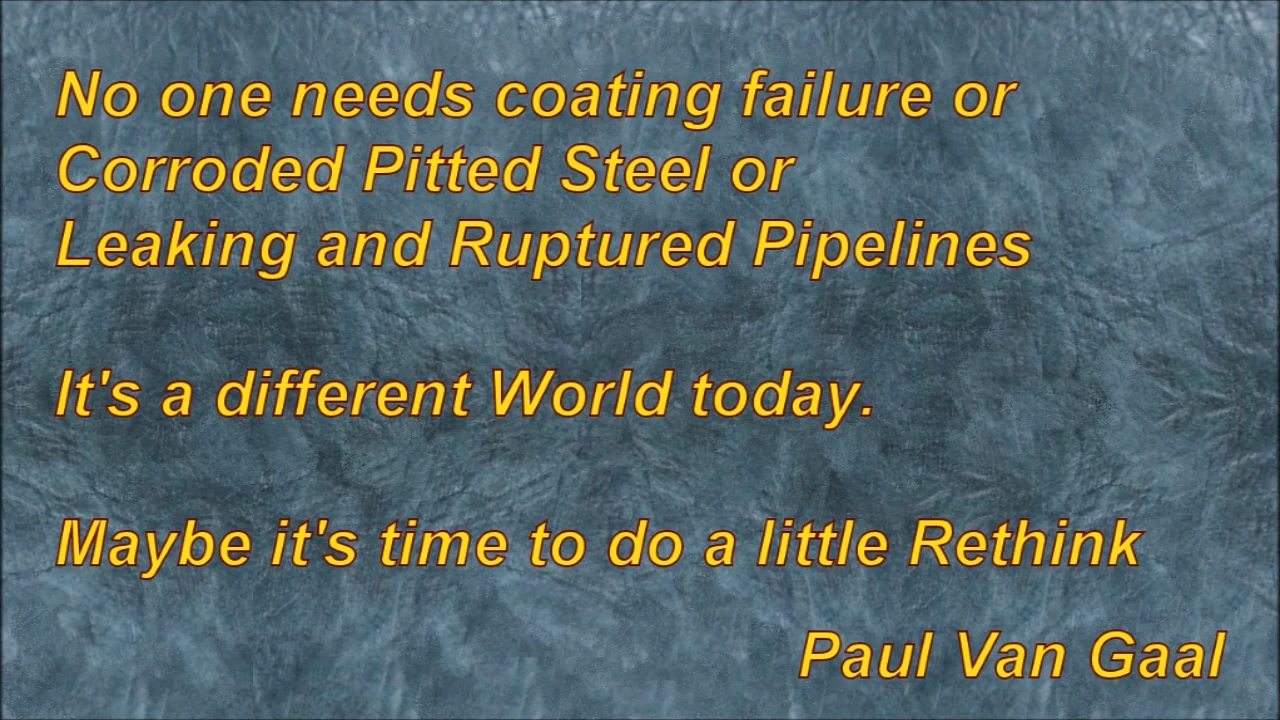 No one needs coating failure or
Corroded Pitted Steel or
Leaking and Ruptured Pipelines
It's a different World today.
Maybe it's time to do a little Rethink
Paul Van Gaal